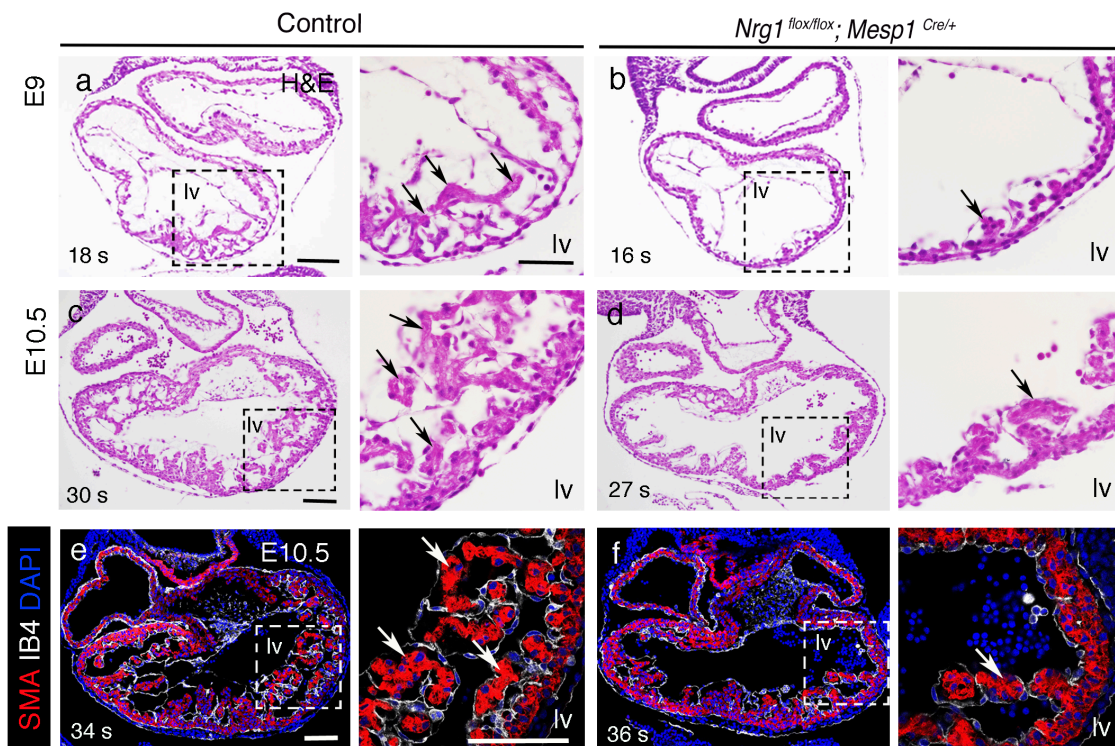 Control
Nrg1 flox/flox; Mesp1 Cre/+
E9
a
H&E
lv
18 s
lv
b
lv
16 s
lv
E10.5
c
lv
30 s
lv
d
lv
27 s
lv
SMA IB4 DAPI
e
E10.5
lv
34 s
lv
f
lv
36 s
lv